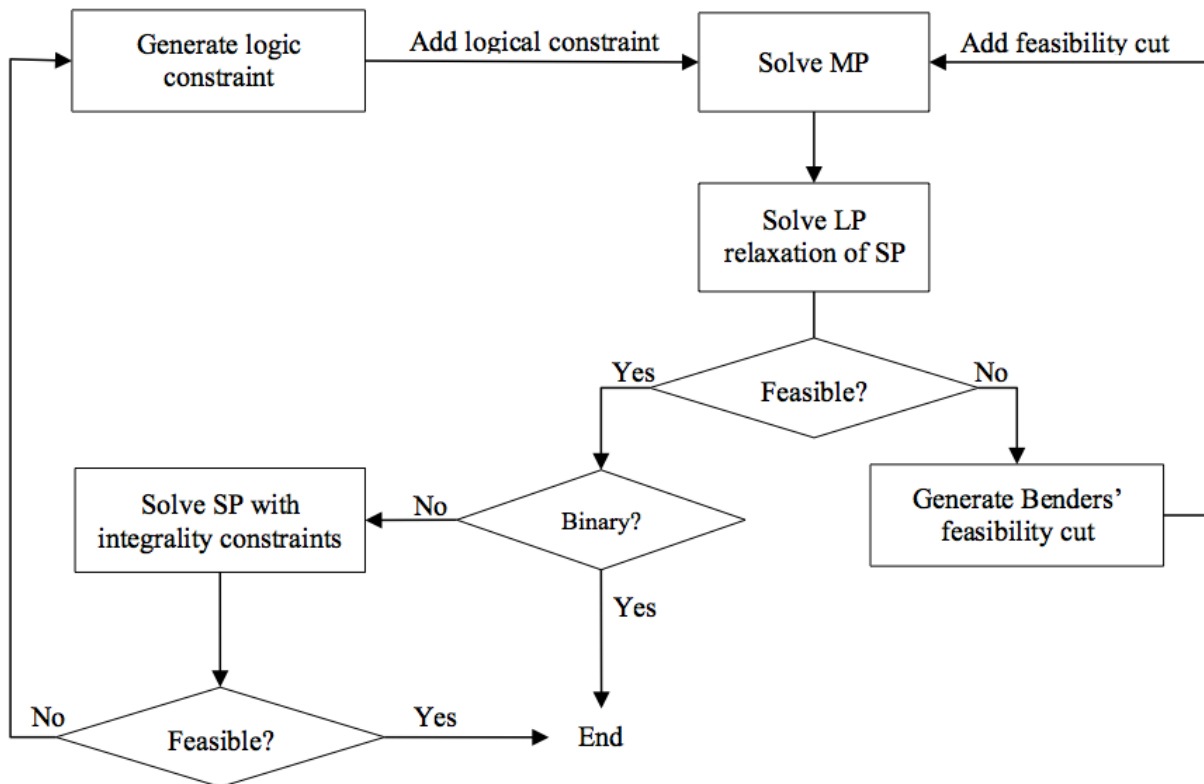 Generate logic
constraint
Add logical constraint
Solve MP
Add feasibility cut
Solve LP
relaxation of SP
Yes
Feasible?
No
Solve SP with
integrality constraints
No
Binary?
Generate Benders’
feasibility cut
Yes
No
Feasible?
Yes
End